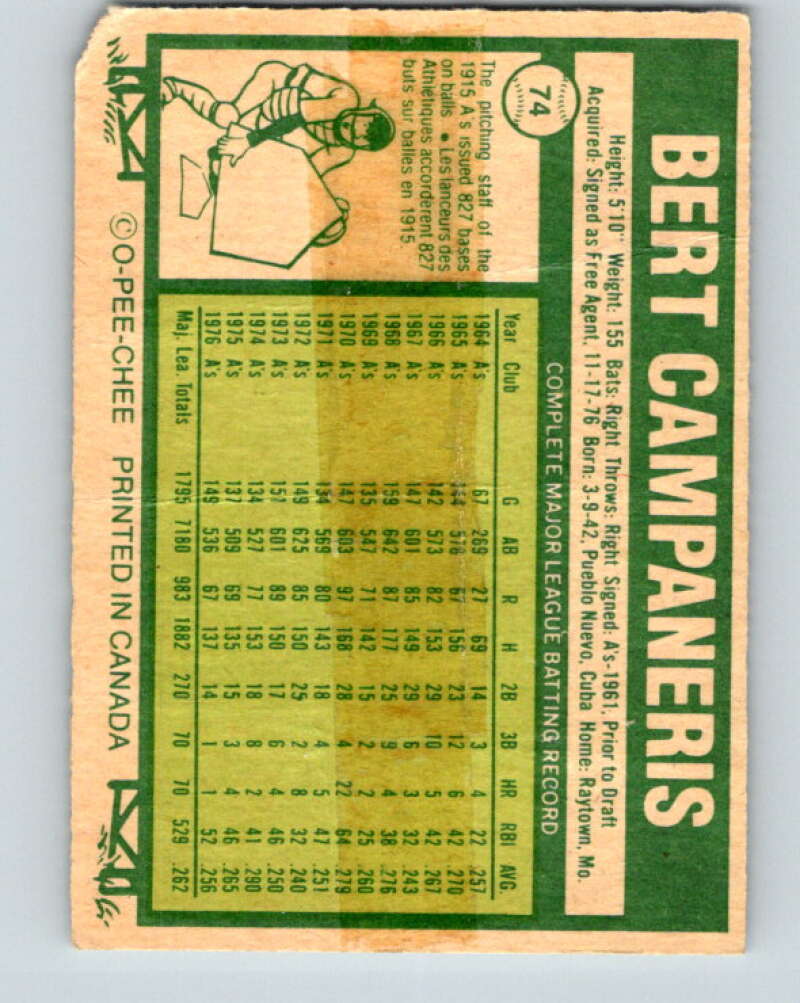 BERT CAMPANERIS
Height: 5'10" Weight: 155 Bats: Right Throws: Right Signed: A's-1961, Prior to Draft
Acquired: Signed as Free Agent, 11-17-76 Born: 3-9-42, Pueblo Nuevo, Cuba Home: Raytown, Mo.
74
The pitching staff of the
1915 A's issued 827 bases
on balls • Les lanceurs des
Athlétiques accordèrent 827
buts sur balles en 1915.
COMPLETE MAJOR LEAGUE BATTING RECORD
Year Club G AB R H 2B 3B HR RBI AVG.
1964 A's 67 269 27 69 14 3 4 22 .257
1965 A's 144 578 67 156 23 12 6 42 .270
1966 A's 142 573 82 153 29 10 5 42 .267
1967 A's 147 601 85 149 29 6 3 32 .243
1968 A's 159 642 87 177 25 9 4 38 .276
1969 A's 135 547 71 142 15 2 2 25 .260
1970 A's 147 603 97 168 28 4 22 64 .279
1971 A's 134 569 80 143 18 4 5 47 .251
1972 A's 149 625 85 150 25 2 8 32 .240
1973 A's 151 601 89 150 17 6 4 46 .250
1974 A's 134 527 77 153 18 8 2 41 .290
1975 A's 137 509 69 135 15 3 4 46 .265
1976 A's 149 536 67 137 14 1 1 52 .256
Maj. Lea. Totals 1795 7180 983 1882 270 70 70 529 .262
©O-PEE-CHEE PRINTED IN CANADA